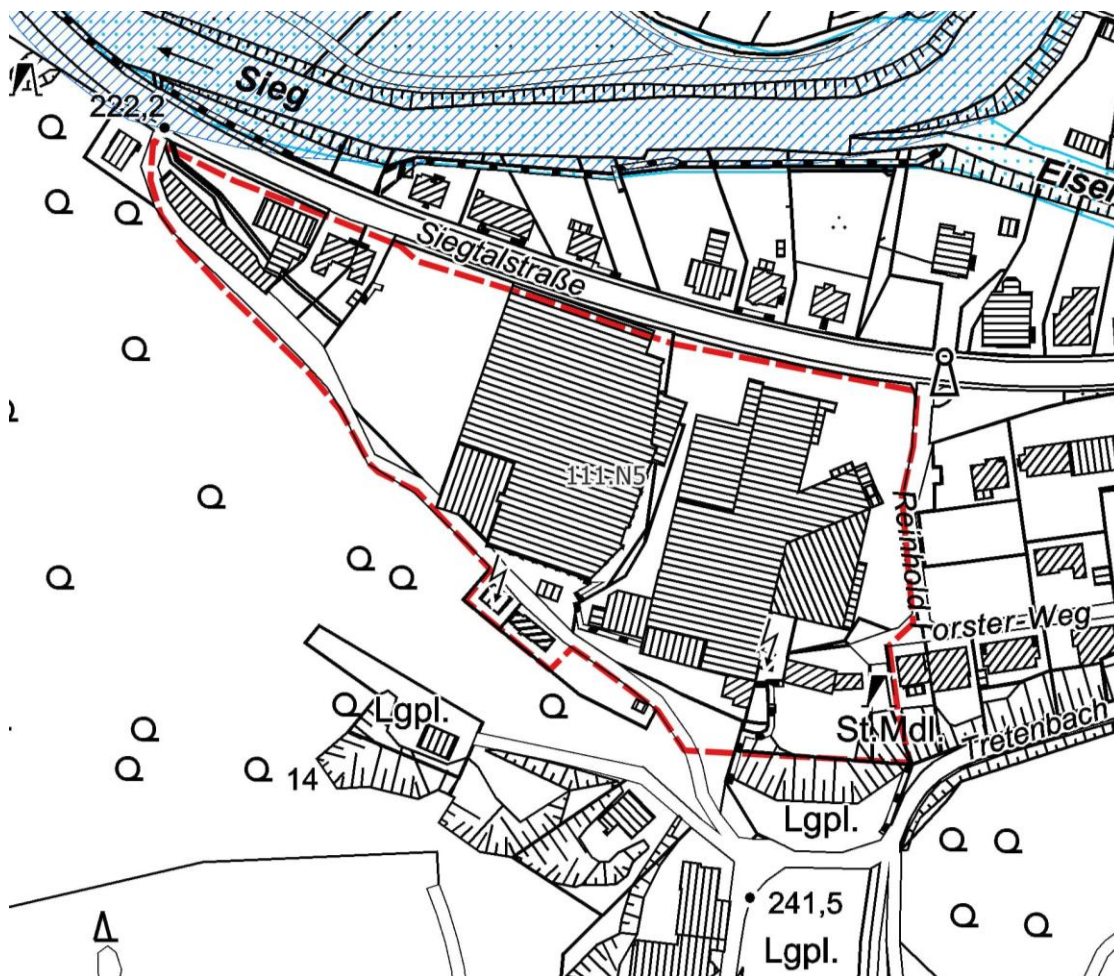 Sieg
222,2
Eisen
Siegtalstraße
111.N5
Reinhold-Forster-Weg
Lgpl.
14
St.Mdl.
Tretenbach
Lgpl.
241,5
Lgpl.